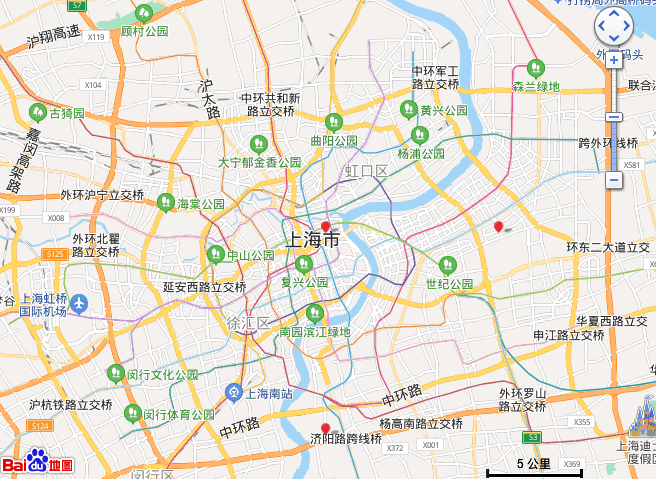 打捞局外高桥码头
S7
沪翔高速
顾村公园
X119
外
码头
中环军工
路立交桥
森兰绿地
X104
沪太路
中环共和新
路立交桥
联合汽
古猗园
黄兴公园
曲阳公园
杨浦公园
跨外环线桥
嘉闵高架路
大宁郁金香公园
虹口区
X581
外环沪宁立交桥
海棠公园
X199
X008
外环北翟
路立交桥
上海市
环东二大道立交
S125
中山公园
延安西路立交桥
复兴公园
世纪公园
上海虹桥
国际机场
徐汇区
南园滨江绿地
华夏西路立交
申江路立交桥
闵行文化公园
上海南站
中环路
外环罗山
路立交桥
沪杭铁路立交桥
闵行体育公园
S124
中环路
杨高南路立交桥
X355
济阳路跨线桥
X372
X001
S3
上海迪士
度假区
Baidu地图
闵行区
5 公里
X369